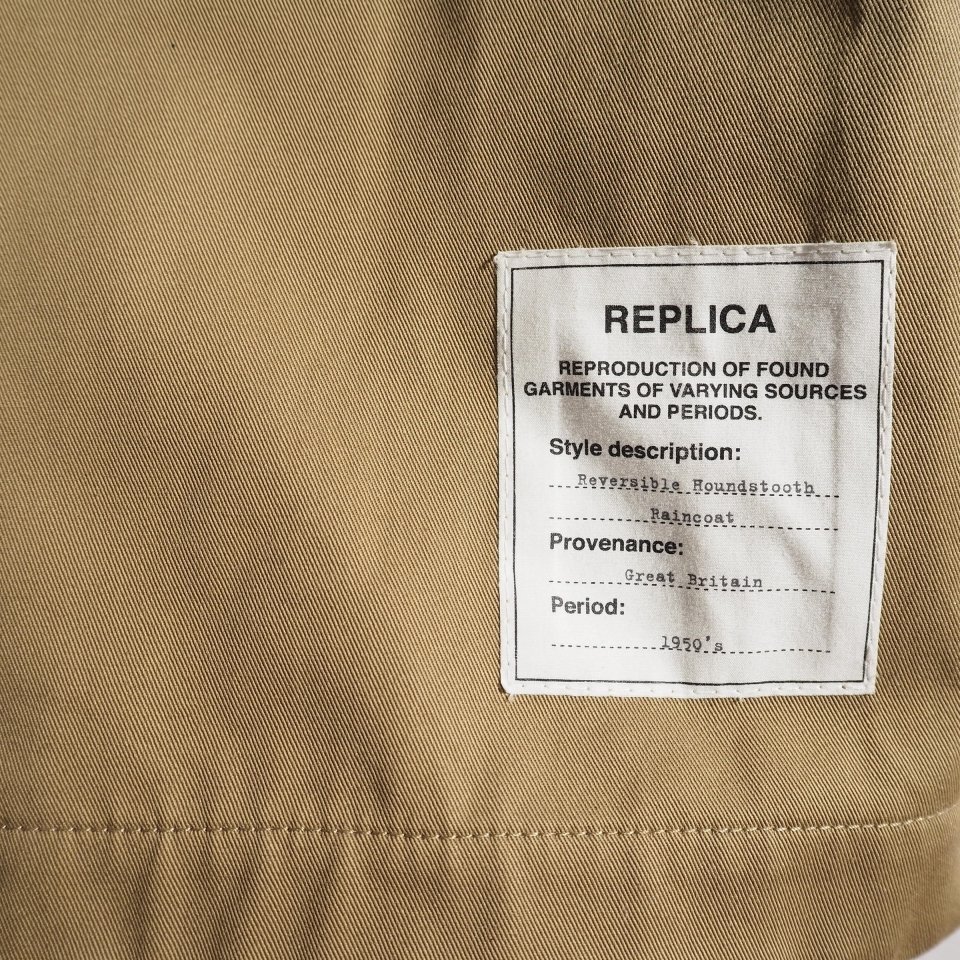 REPLICA
REPRODUCTION OF FOUND
GARMENTS OF VARYING SOURCES
AND PERIODS.
Style description:
Reversible Houndstooth
Raincoat
Provenance:
Great Britain
Period:
1950's